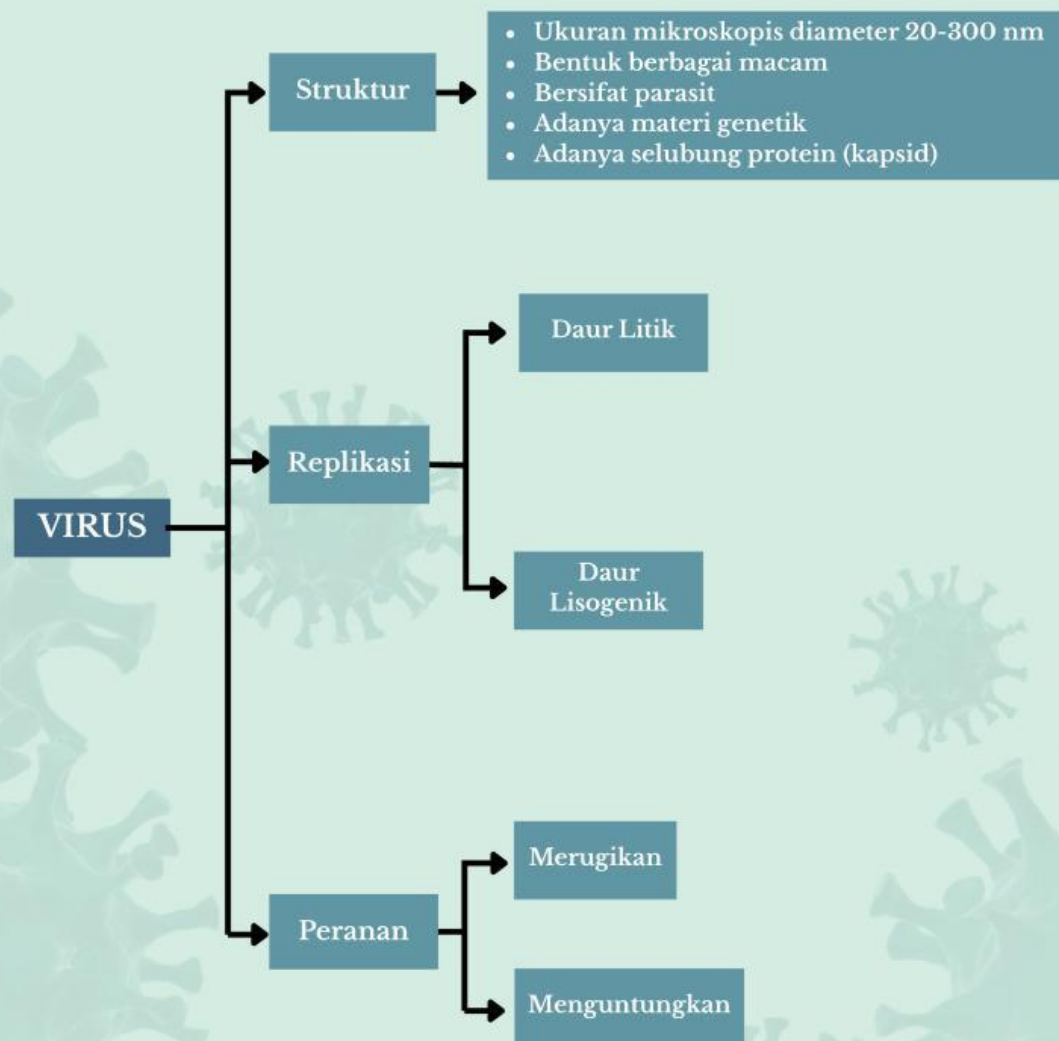 Struktur
• Ukuran mikroskopis diameter 20-300 nm
• Bentuk berbagai macam
• Bersifat parasit
• Adanya materi genetik
• Adanya selubung protein (kapsid)
Daur Litik
Replikasi
VIRUS
Daur
Lisogenik
Merugikan
Peranan
Menguntungkan